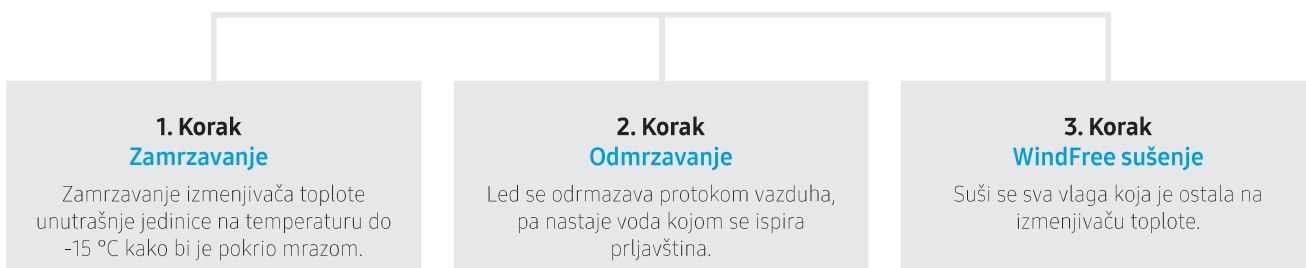 1. Korak
Zamrzavanje
Zamrzavanje izmenjivača toplote
unutrašnje jedinice na temperaturu do
-15 °C kako bi je pokrio mrazom.
2. Korak
Odmrzavanje
Led se odrmazava protokom vazduha,
pa nastaje voda kojom se ispira
prljavština.
3. Korak
WindFree sušenje
Suši se sva vlaga koja je ostala na
izmenjivaču toplote.